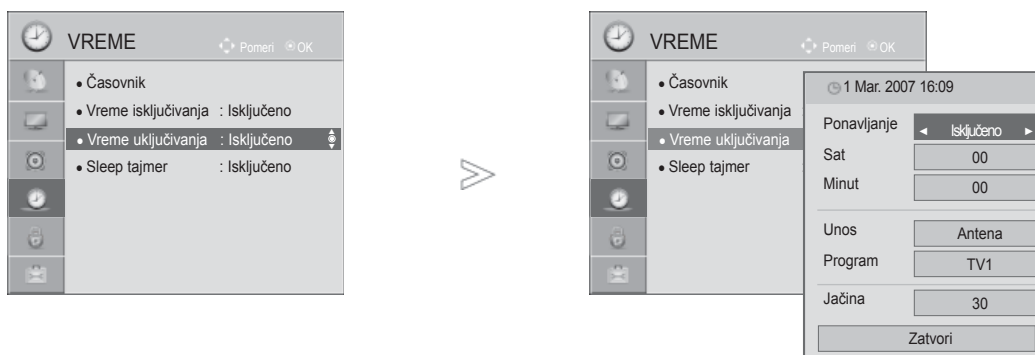 VREME Pomeri OK
• Časovnik
• Vreme isključivanja : Isključeno
• Vreme uključivanja : Isključeno
• Sleep tajmer : Isključeno
VREME Pomeri OK
• Časovnik
• Vreme isključivanja :
• Vreme uključivanja
• Sleep tajmer
1 Mar. 2007 16:09
Ponavljanje ◄ Isključeno ►
Sat 00
Minut 00
Unos Antena
Program TV1
Jačina 30
Zatvori